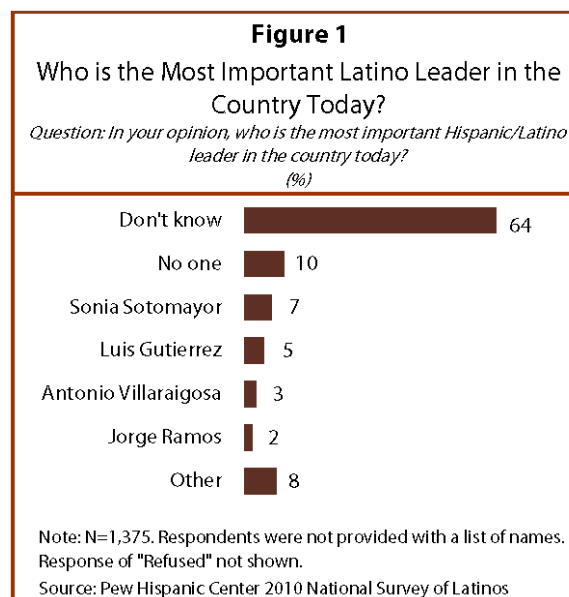 Figure 1
Who is the Most Important Latino Leader in the
Country Today?
Question: In your opinion, who is the most important Hispanic/Latino
leader in the country today?
(%)
Don't know 64
No one 10
Sonia Sotomayor 7
Luis Gutierrez 5
Antonio Villaraigosa 3
Jorge Ramos 2
Other 8
Note: N=1,375. Respondents were not provided with a list of names.
Response of "Refused" not shown.
Source: Pew Hispanic Center 2010 National Survey of Latinos